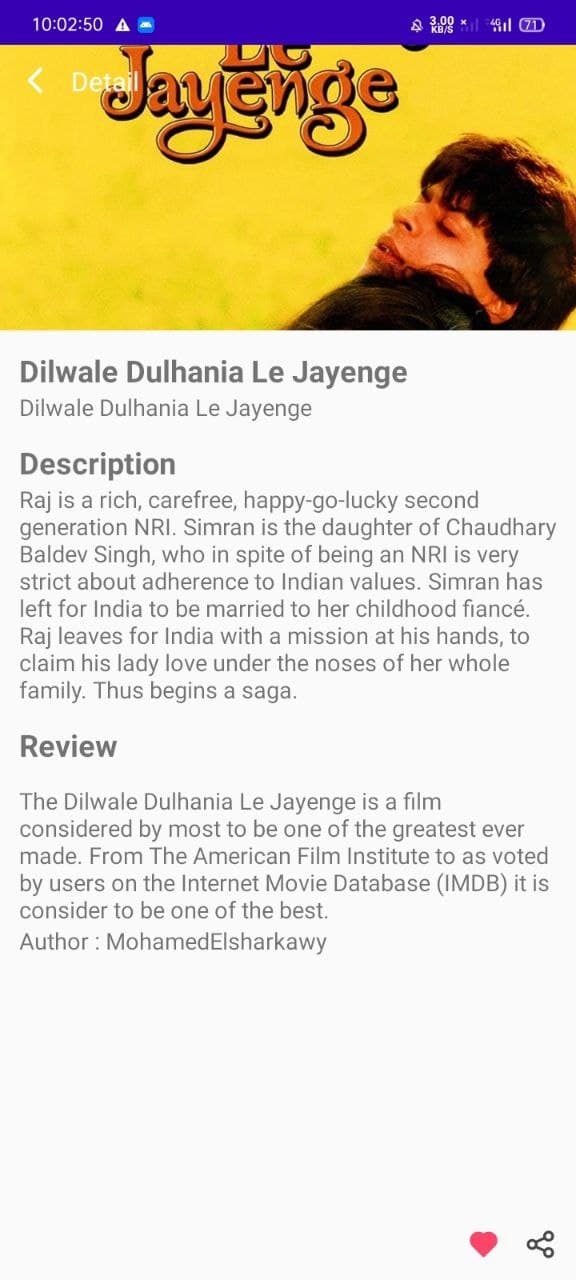 10:02:50
3.00 KB/S
4G
71
Le
Jayenge
Detail
Dilwale Dulhania Le Jayenge
Dilwale Dulhania Le Jayenge
Description
Raj is a rich, carefree, happy-go-lucky second
generation NRI. Simran is the daughter of Chaudhary
Baldev Singh, who in spite of being an NRI is very
strict about adherence to Indian values. Simran has
left for India to be married to her childhood fiancé.
Raj leaves for India with a mission at his hands, to
claim his lady love under the noses of her whole
family. Thus begins a saga.
Review
The Dilwale Dulhania Le Jayenge is a film
considered by most to be one of the greatest ever
made. From The American Film Institute to as voted
by users on the Internet Movie Database (IMDB) it is
consider to be one of the best.
Author : MohamedElsharkawy